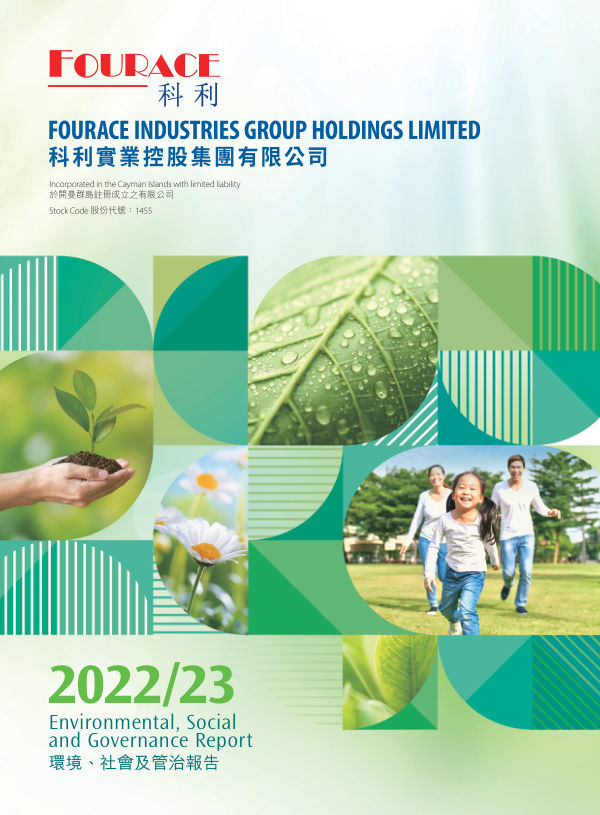 FOURACE
科利
FOURACE INDUSTRIES GROUP HOLDINGS LIMITED
科利實業控股集團有限公司
Incorporated in the Cayman Islands with limited liability
於開曼群島註冊成立之有限公司
Stock Code 股份代號：1455
2022/23
Environmental, Social
and Governance Report
環境、社會及管治報告